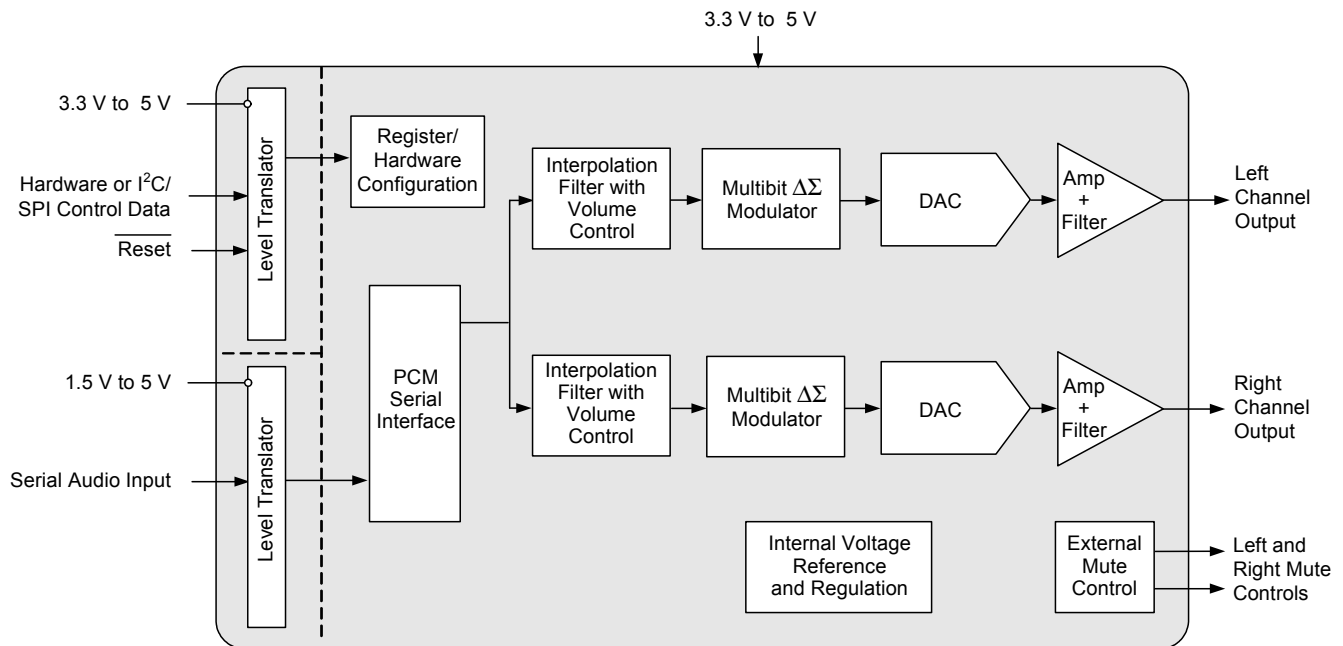 3.3 V to 5 V
3.3 V to 5 V
Hardware or I²C/
SPI Control Data
Reset
Level Translator
Register/
Hardware
Configuration
Interpolation
Filter with
Volume
Control
Multibit ΔΣ
Modulator
DAC
Amp
+
Filter
Left
Channel
Output
1.5 V to 5 V
Serial Audio Input
Level Translator
PCM
Serial
Interface
Interpolation
Filter with
Volume
Control
Multibit ΔΣ
Modulator
DAC
Amp
+
Filter
Right
Channel
Output
Internal Voltage
Reference
and Regulation
External
Mute
Control
Left and
Right Mute
Controls